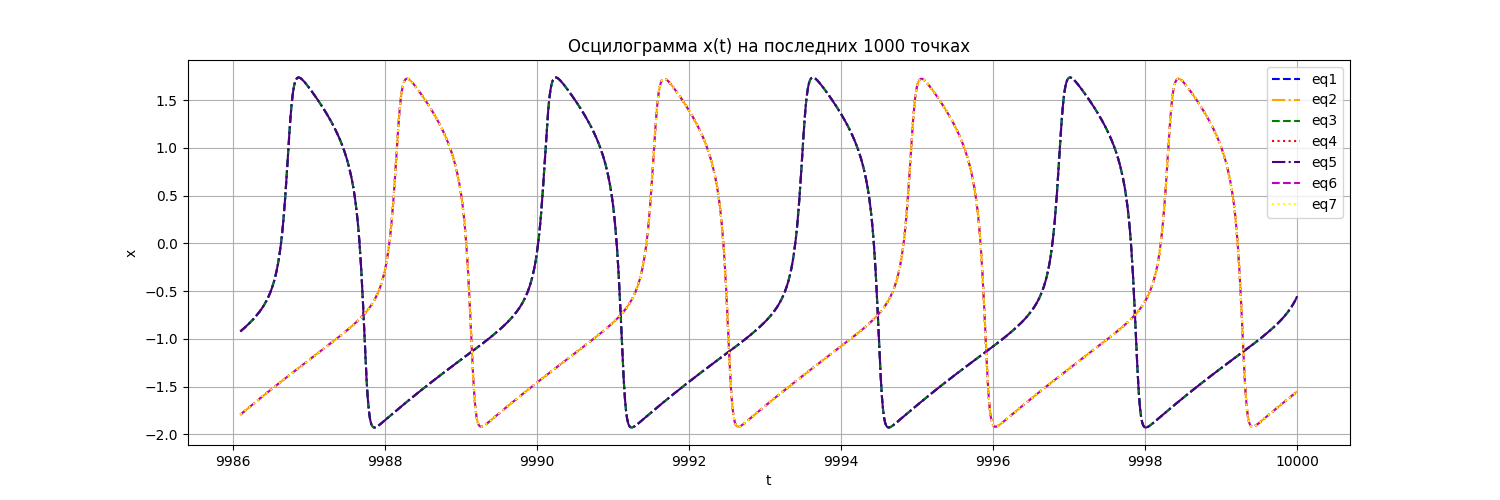 Осцилограмма x(t) на последних 1000 точках
eq1
eq2
eq3
eq4
eq5
eq6
eq7
1.5
1.0
0.5
0.0
−0.5
−1.0
−1.5
−2.0
x
9986
9988
9990
9992
9994
9996
9998
10000
t